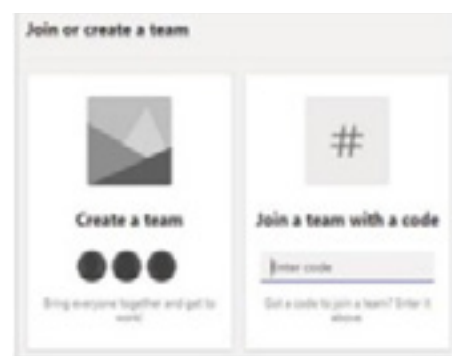 Join or create a team
Create a team
Bring everyone together and get to
work!
#
Join a team with a code
Enter code
Got a code to join a team? Enter it
above.